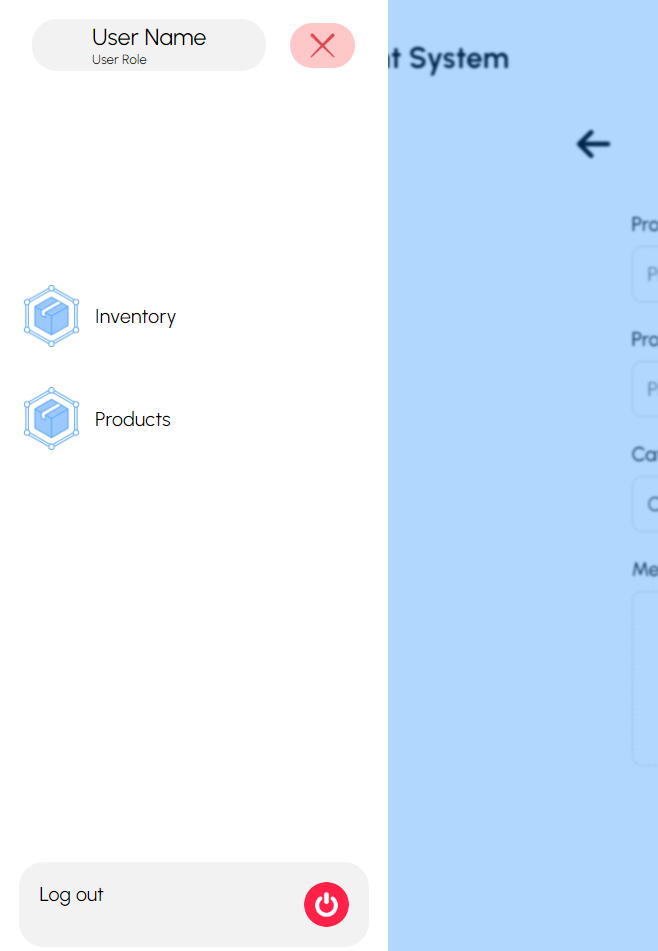 User Name
User Role
t System
Inventory
Products
Log out
Pro
P
Pro
P
Ca
C
Me